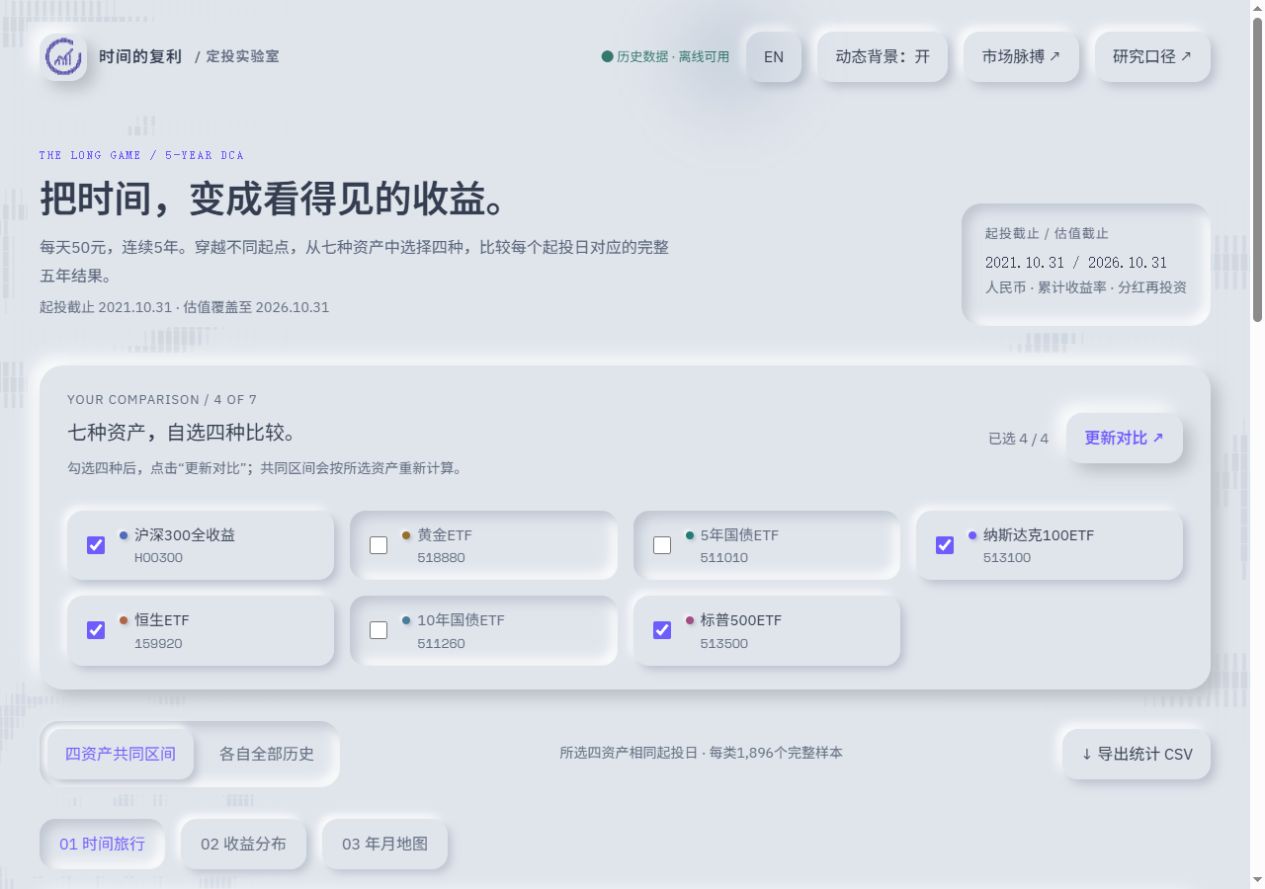 时间的复利 / 定投实验室
历史数据 · 离线可用
EN
动态背景：开
市场脉搏 ↗
研究口径 ↗
THE LONG GAME / 5-YEAR DCA
把时间，变成看得见的收益。
每天50元，连续5年。穿越不同起点，从七种资产中选择四种，比较每个起投日对应的完整
五年结果。
起投截止 2021.10.31 · 估值覆盖至 2026.10.31
起投截止 / 估值截止
2021.10.31 / 2026.10.31
人民币 · 累计收益率 · 分红再投资
YOUR COMPARISON / 4 OF 7
七种资产，自选四种比较。
勾选四种后，点击“更新对比”；共同区间会按所选资产重新计算。
已选 4 / 4
更新对比 ↗
沪深300全收益
H00300
黄金ETF
518880
5年国债ETF
511010
纳斯达克100ETF
513100
恒生ETF
159920
10年国债ETF
511260
标普500ETF
513500
四资产共同区间
各自全部历史
所选四资产相同起投日 · 每类1,896个完整样本
↓ 导出统计 CSV
01 时间旅行
02 收益分布
03 年月地图